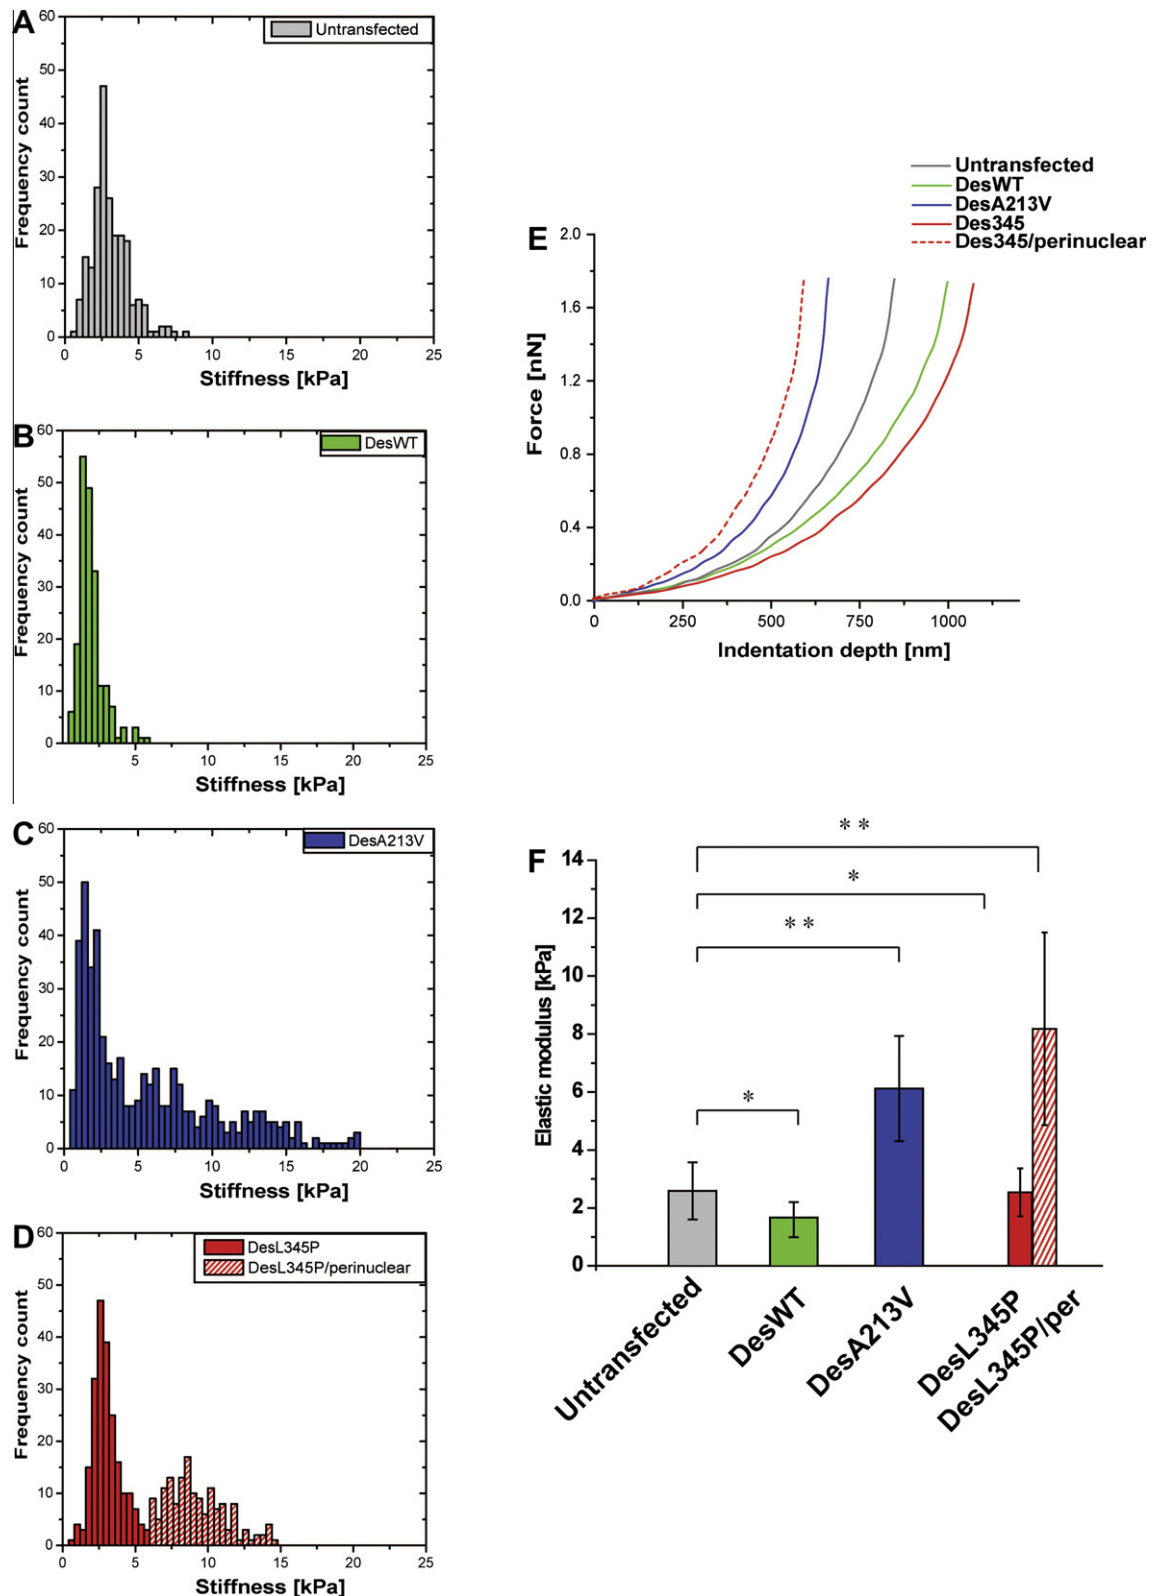 A
60
50
40
30
20
10
0
Frequency count
Untransfected
0 5 10 15 20 25
Stiffness [kPa]
B
60
50
40
30
20
10
0
Frequency count
DesWT
5 10 15 20 25
Stiffness [kPa]
C
60
50
40
30
20
10
0
Frequency count
DesA213V
0 5 10 15 20 25
Stiffness [kPa]
D
60
50
40
30
20
10
0
Frequency count
DesL345P
DesL345P/perinuclear
0 5 10 15 20 25
Stiffness [kPa]
E
Untransfected
DesWT
DesA213V
Des345
Des345/perinuclear
2.0
1.6
1.2
0.8
0.4
0.0
Force [nN]
0 250 500 750 1000
Indentation depth [nm]
F
14
12
10
8
6
4
2
0
Elastic modulus [kPa]
**
*
**
*
Untransfected
DesWT
DesA213V
DesL345P
DesL345P/per